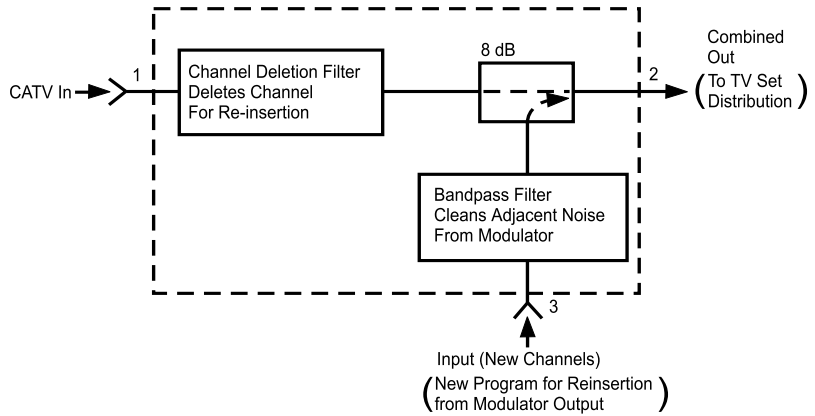 CATV In
1
Channel Deletion Filter
Deletes Channel
For Re-insertion
8 dB
2
Combined
Out
(To TV Set
Distribution)
Bandpass Filter
Cleans Adjacent Noise
From Modulator
3
Input (New Channels)
(New Program for Reinsertion
from Modulator Output)